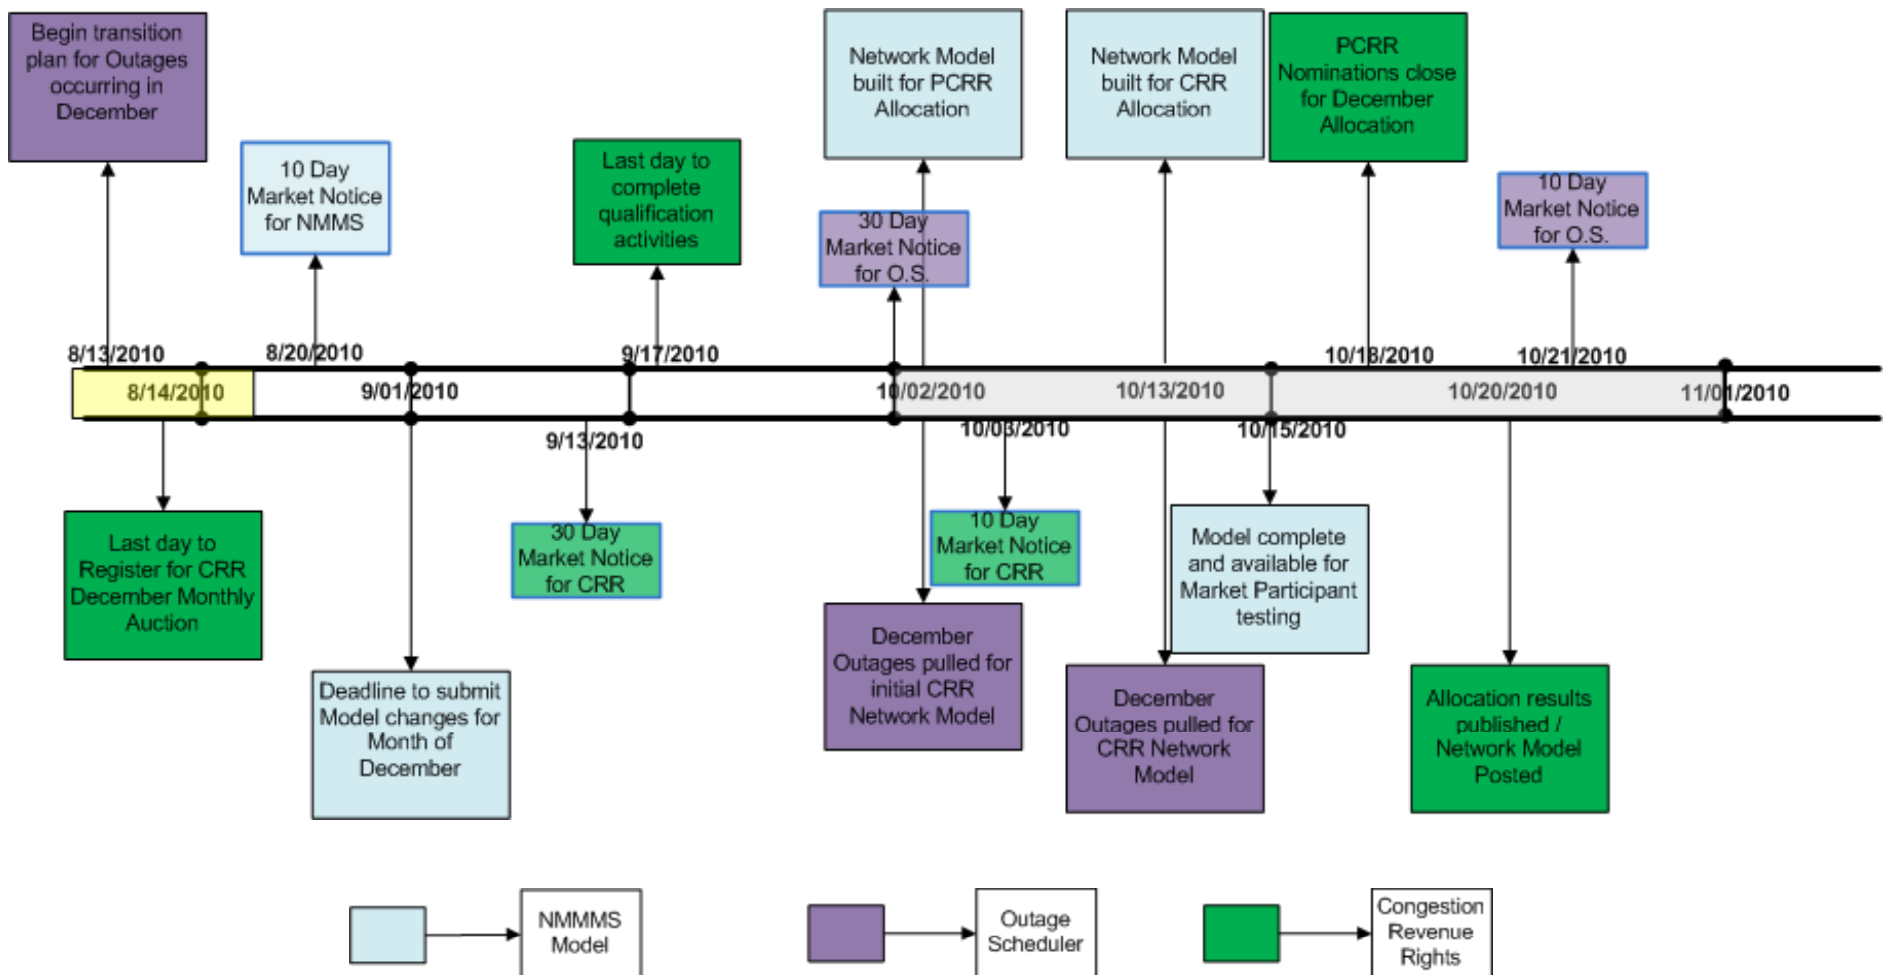 Begin transition
plan for Outages
occurring in
December
10 Day
Market Notice
for NMMS
Last day to
complete
qualification
activities
Network Model
built for PCRR
Allocation
30 Day
Market Notice
for O.S.
Network Model
built for CRR
Allocation
PCRR
Nominations close
for December
Allocation
10 Day
Market Notice
for O.S.
8/13/2010
8/20/2010
9/17/2010
10/18/2010
10/21/2010
8/14/2010
9/01/2010
10/02/2010
10/13/2010
10/20/2010
11/01/2010
9/13/2010
10/03/2010
10/15/2010
Last day to
Register for CRR
December Monthly
Auction
Deadline to submit
Model changes for
Month of
December
30 Day
Market Notice
for CRR
December
Outages pulled for
initial CRR
Network Model
10 Day
Market Notice
for CRR
December
Outages pulled for
CRR Network
Model
Model complete
and available for
Market Participant
testing
Allocation results
published /
Network Model
Posted
NMMMS
Model
Outage
Scheduler
Congestion
Revenue
Rights